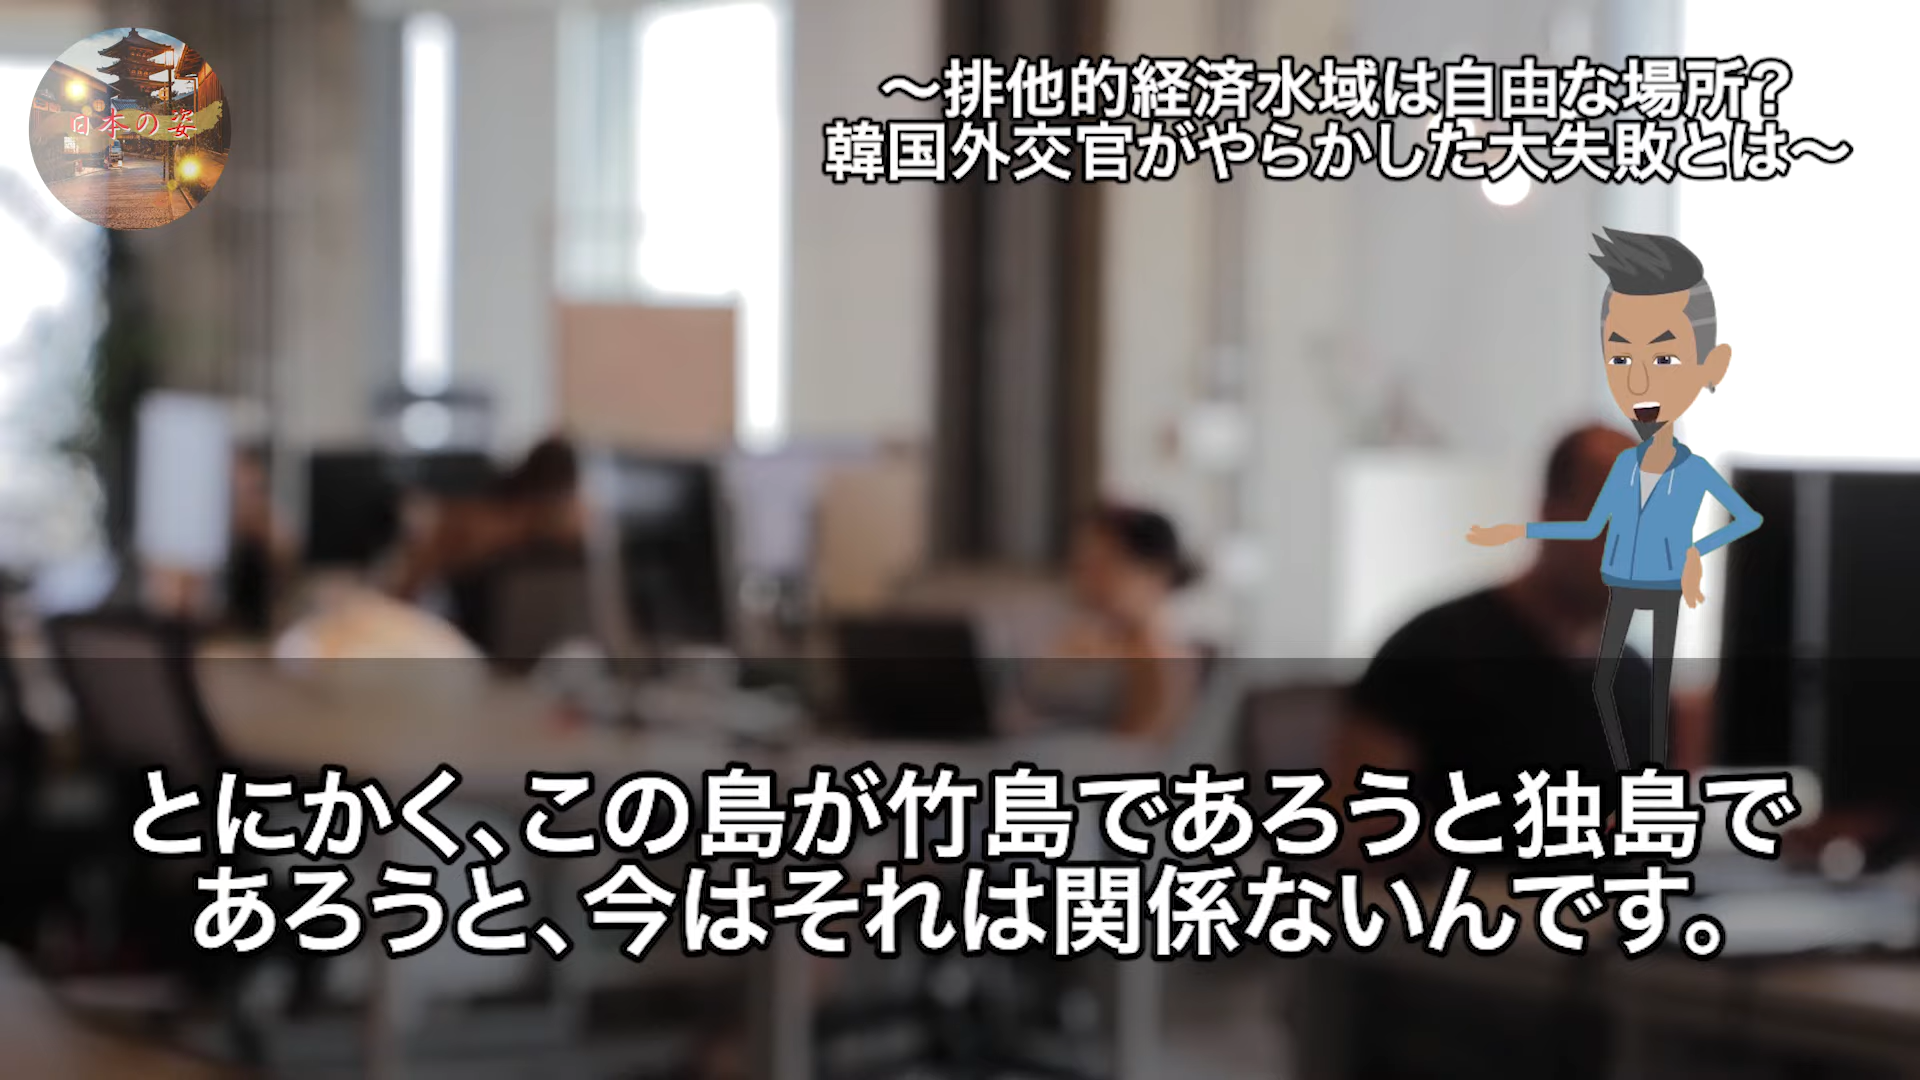 日本の姿
～排他的経済水域は自由な場所?
韓国外交官がやらかした大失敗とは～
とにかく、この島が竹島であろうと独島で
あろうと、今はそれは関係ないんです。